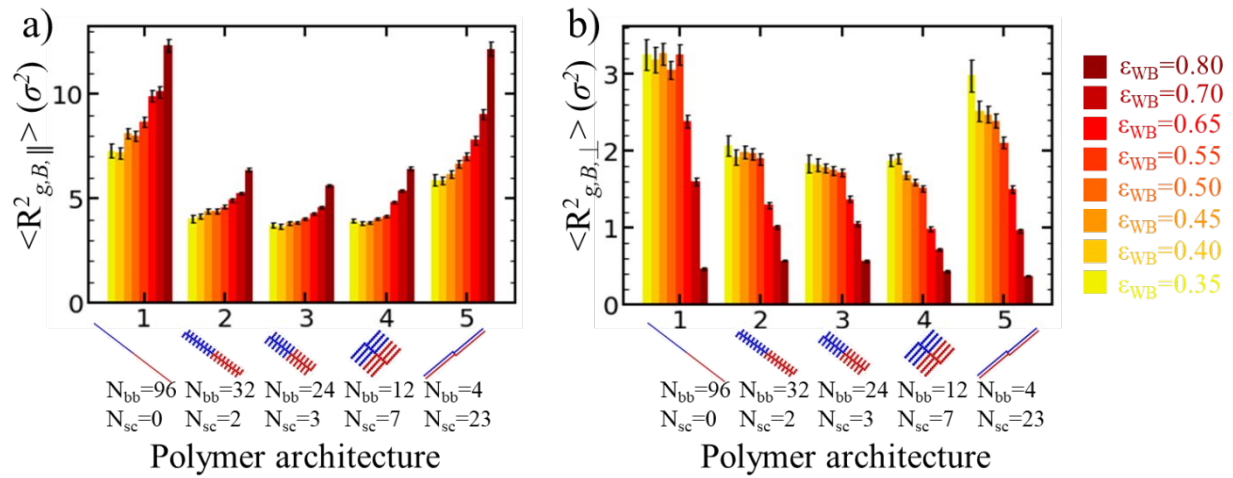 a)
<R²g,B,||> (σ²)
10
5
0
1 2 3 4 5
Nbb=96 Nbb=32 Nbb=24 Nbb=12 Nbb=4
Nsc=0 Nsc=2 Nsc=3 Nsc=7 Nsc=23
Polymer architecture
b)
<R²g,B,⊥> (σ²)
3
2
1
0
1 2 3 4 5
Nbb=96 Nbb=32 Nbb=24 Nbb=12 Nbb=4
Nsc=0 Nsc=2 Nsc=3 Nsc=7 Nsc=23
Polymer architecture
εWB=0.80
εWB=0.70
εWB=0.65
εWB=0.55
εWB=0.50
εWB=0.45
εWB=0.40
εWB=0.35